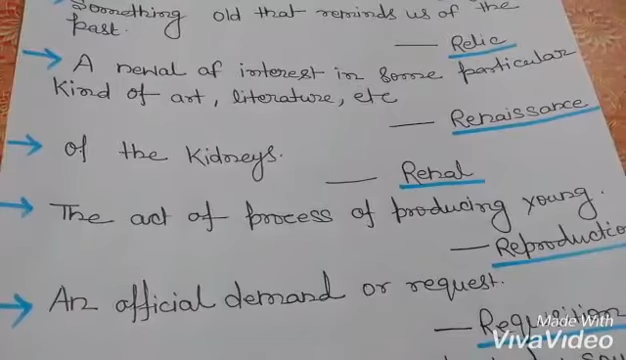 Something old that reminds us of the
past.
— Relic
A newal of interest in some particular
kind of art, literature, etc
— Renaissance
of the kidneys.
— Renal
The act of process of producing young.
— Reproductio
An official demand or request.
— Requisition
Made With
VivaVideo